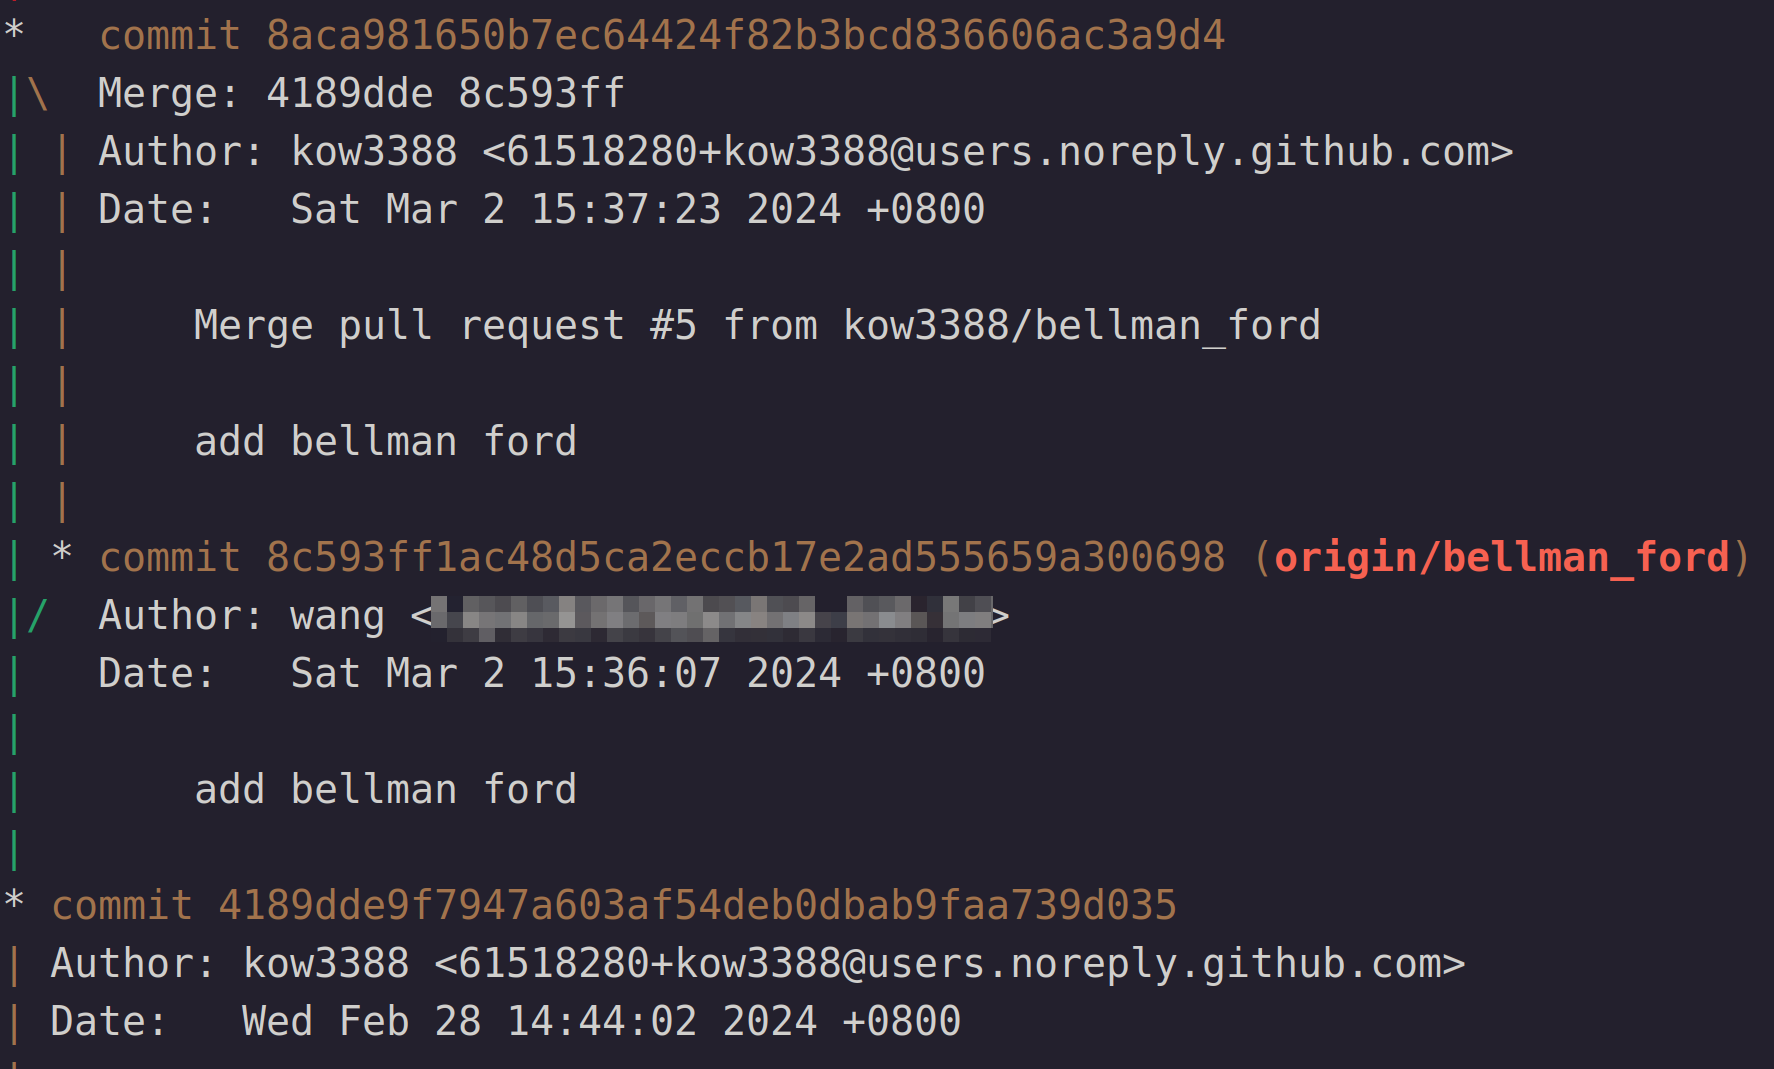 *   commit 8aca981650b7ec64424f82b3bcd836606ac3a9d4
|\  Merge: 4189dde 8c593ff
| | Author: kow3388 <61518280+kow3388@users.noreply.github.com>
| | Date:   Sat Mar 2 15:37:23 2024 +0800
| |
| |     Merge pull request #5 from kow3388/bellman_ford
| |
| |     add bellman ford
| |
| * commit 8c593ff1ac48d5ca2eccb17e2ad555659a300698 (origin/bellman_ford)
|/  Author: wang <>
|   Date:   Sat Mar 2 15:36:07 2024 +0800
|
|       add bellman ford
|
* commit 4189dde9f7947a603af54deb0dbab9faa739d035
| Author: kow3388 <61518280+kow3388@users.noreply.github.com>
| Date:   Wed Feb 28 14:44:02 2024 +0800